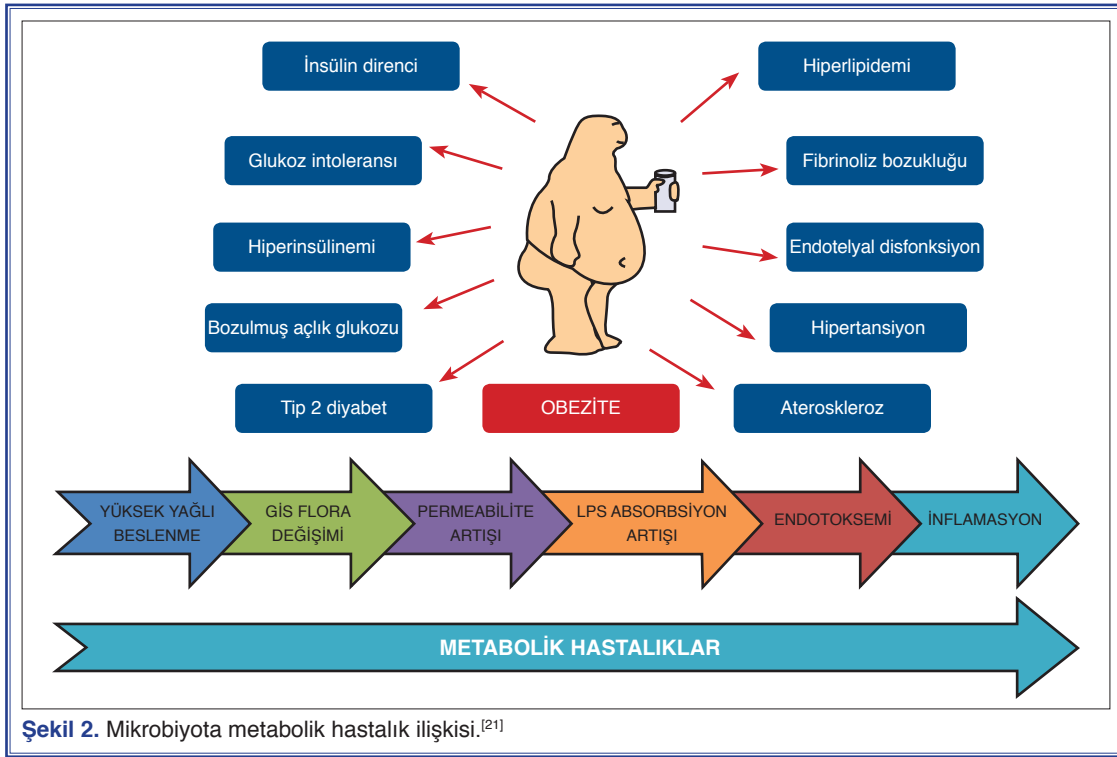 İnsülin direnci
Hiperlipidemi
Glukoz intoleransı
Fibrinoliz bozukluğu
Hiperinsülinemi
Endotelyal disfonksiyon
Bozulmuş açlık glukozu
Hipertansiyon
Tip 2 diyabet
OBEZİTE
Ateroskleroz
YÜKSEK YAĞLI
BESLENME
GİS FLORA
DEĞİŞİMİ
PERMEABİLİTE
ARTIŞI
LPS ABSORBSİYON
ARTIŞI
ENDOTOKSEMİ
İNFLAMASYON
METABOLİK HASTALIKLAR
Şekil 2. Mikrobiyota metabolik hastalık ilişkisi.[21]